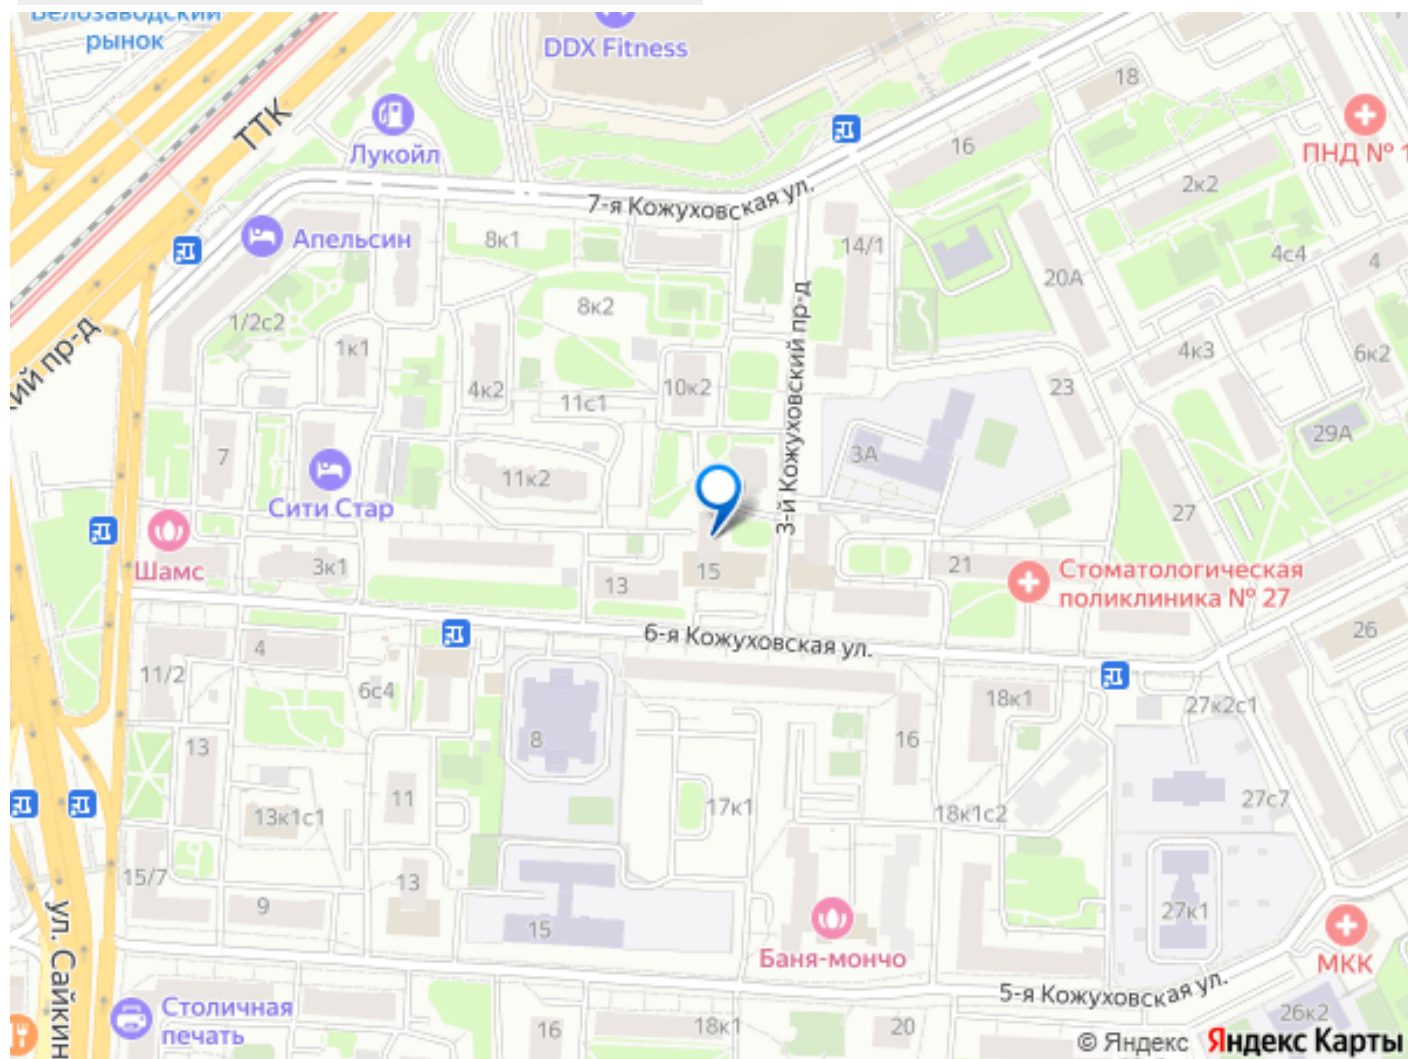 Белозаводский
рынок
DDX Fitness
18
ТТК
Лукойл
16
ПНД № 1
2к2
7-я Кожуховская ул.
Апельсин
8к1
14/1
4с4
4
20А
8к2
1/2с2
1к1
3-й Кожуховский пр-д
4к3
6к2
кий пр-д
4к2
10к2
23
11с1
29А
7
3А
11к2
Сити Стар
27
Шамс
3к1
13
15
21
Стоматологическая
поликлиника № 27
26
6-я Кожуховская ул.
4
11/2
6с4
18к1
27к2с1
13
8
16
11
17к1
27с7
13к1с1
18к1с2
15/7
13
9
27к1
15
ул. Сайкин
Баня-мончо
МКК
5-я Кожуховская ул.
Столичная
печать
16
18к1
20
26к2
© Яндекс Яндекс Карты